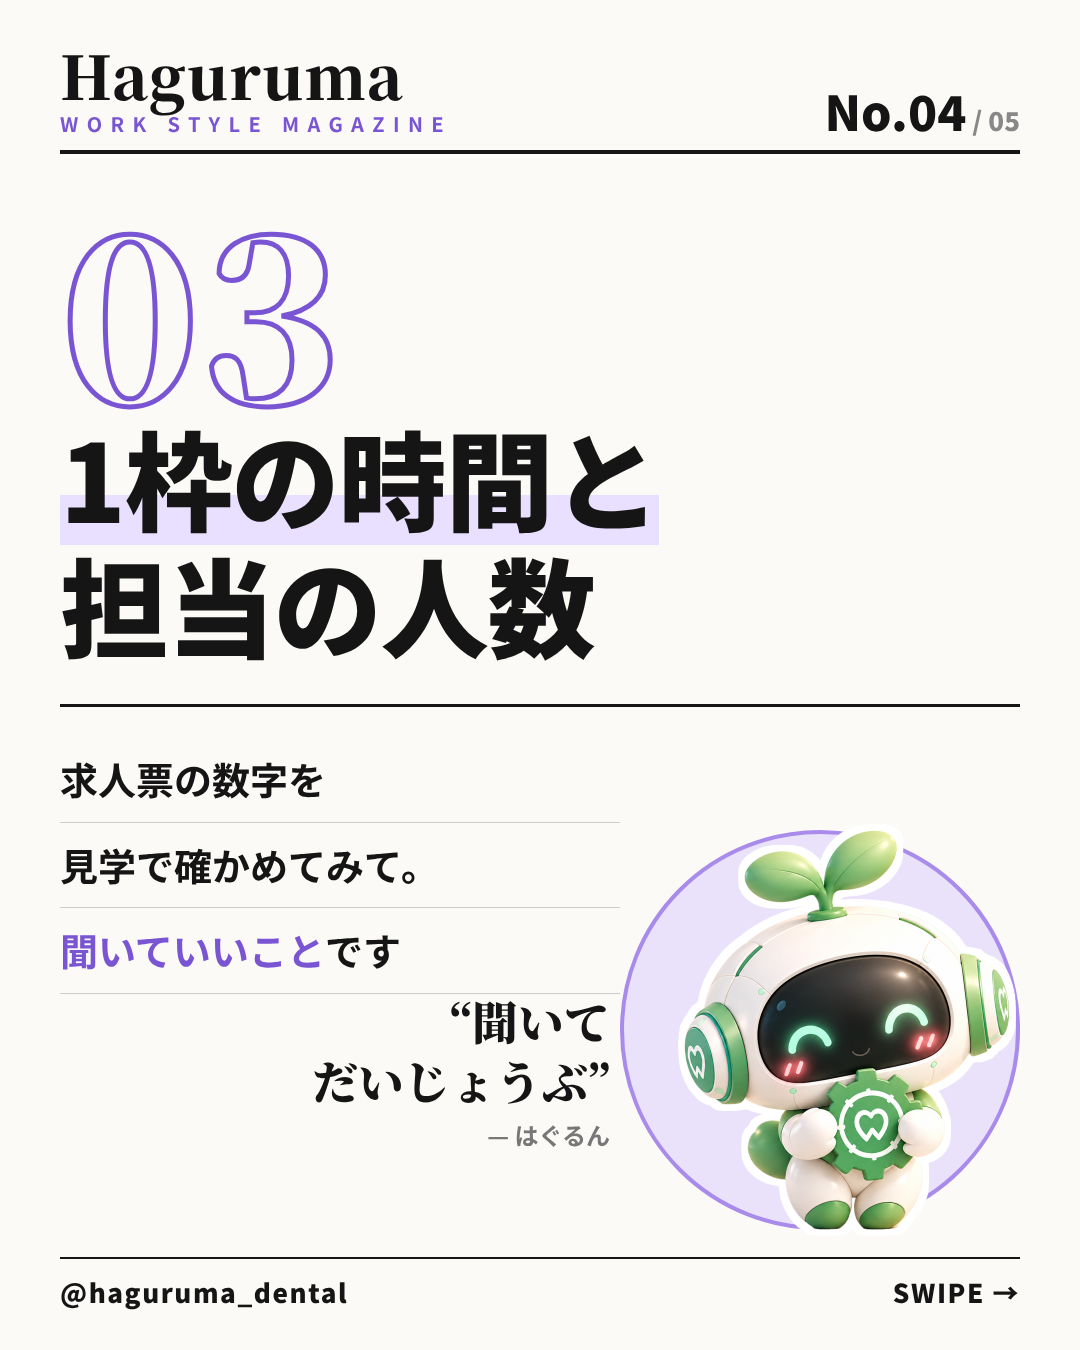 Haguruma
WORK STYLE MAGAZINE
No.04 / 05
03
1枠の時間と
担当の人数
求人票の数字を
見学で確かめてみて。
聞いていいことです
“聞いて
だいじょうぶ”
— はぐるん
@haguruma_dental
SWIPE →